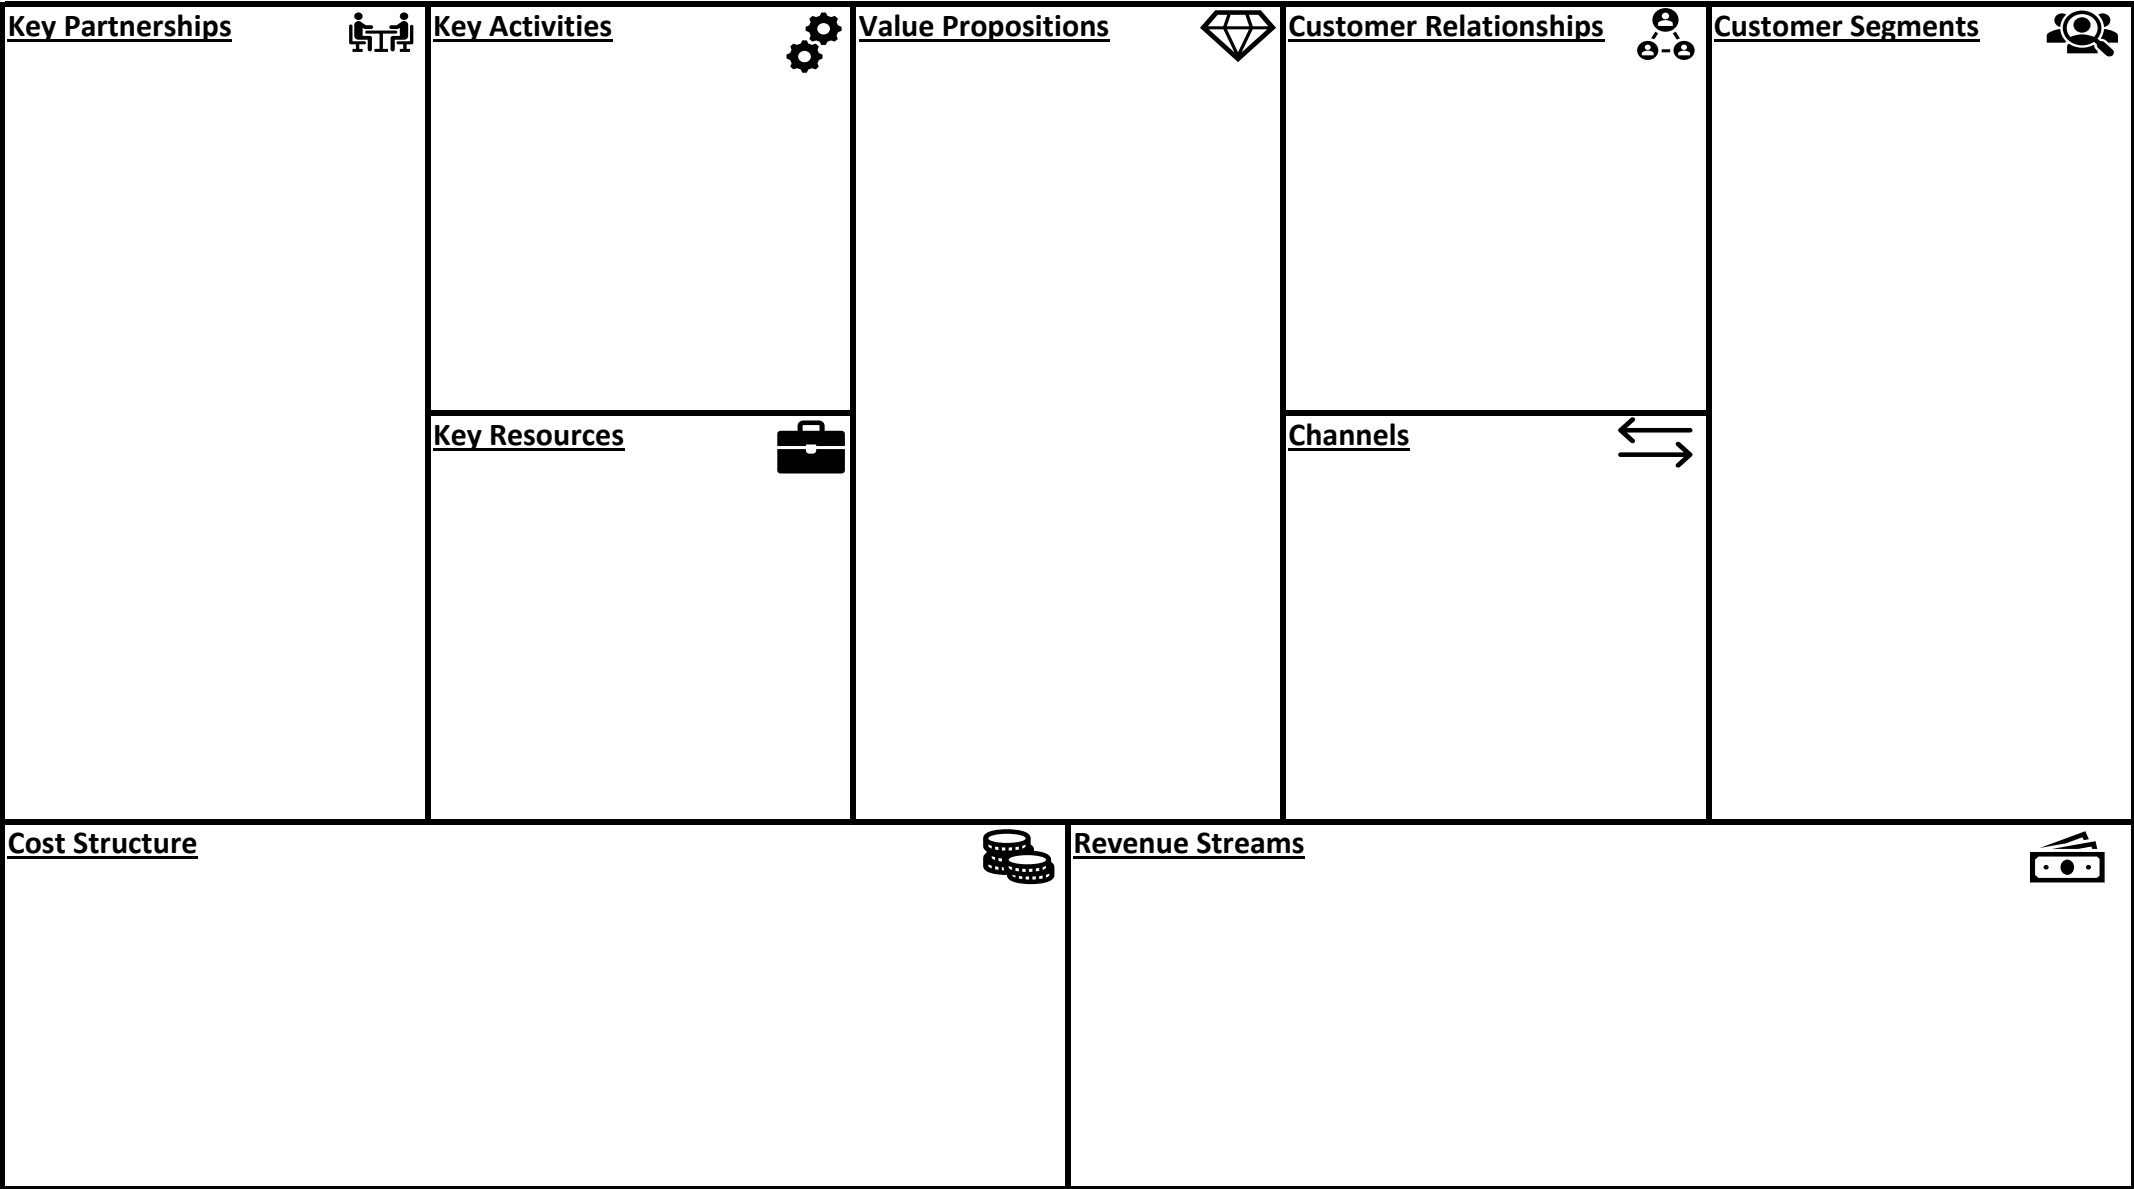 Key Partnerships
Key Activities
Value Propositions
Customer Relationships
Customer Segments
Key Resources
Channels
Cost Structure
Revenue Streams